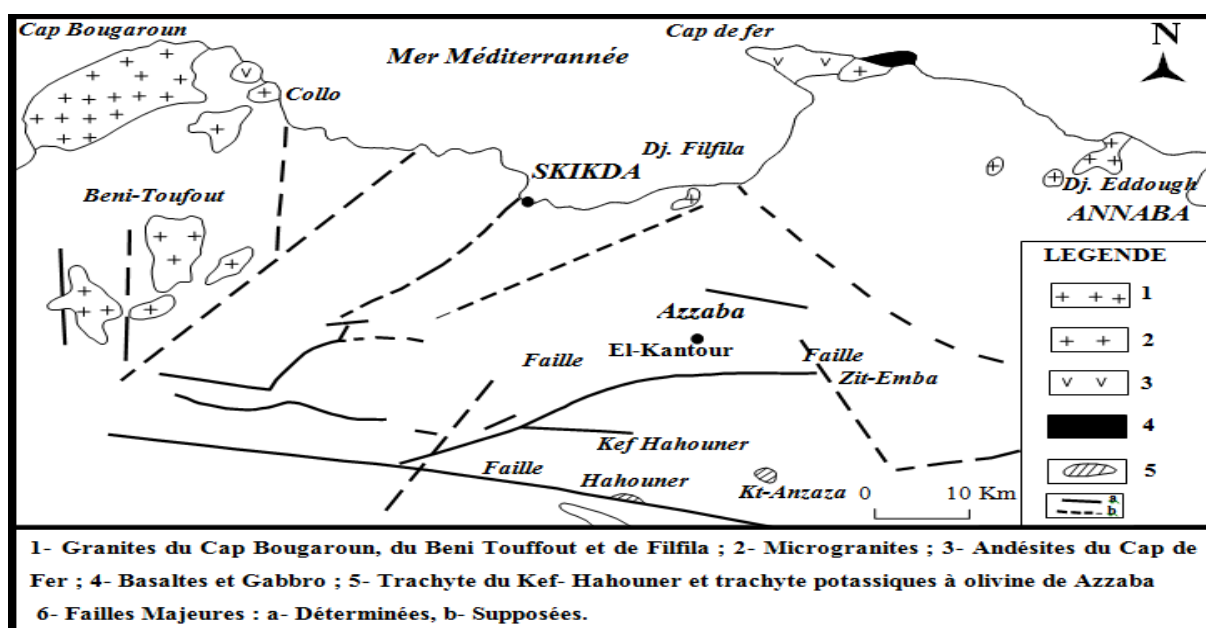 Cap Bougaroun
Cap de fer
N
Mer Méditerrannée
Collo
Dj. Filfila
SKIKDA
Beni-Toufout
Dj. Eddough
ANNABA
LEGENDE
1
2
3
4
5
a
b
Azzaba
El-Kantour
Faille
Faille
Zit-Emba
Kef Hahouner
Faille
Hahouner
Kt-Anzaza
0 10 Km
1- Granites du Cap Bougaroun, du Beni Touffout et de Filfila ; 2- Microgranites ; 3- Andésites du Cap de
Fer ; 4- Basaltes et Gabbro ; 5- Trachyte du Kef- Hahouner et trachyte potassiques à olivine de Azzaba
6- Failles Majeures : a- Déterminées, b- Supposées.